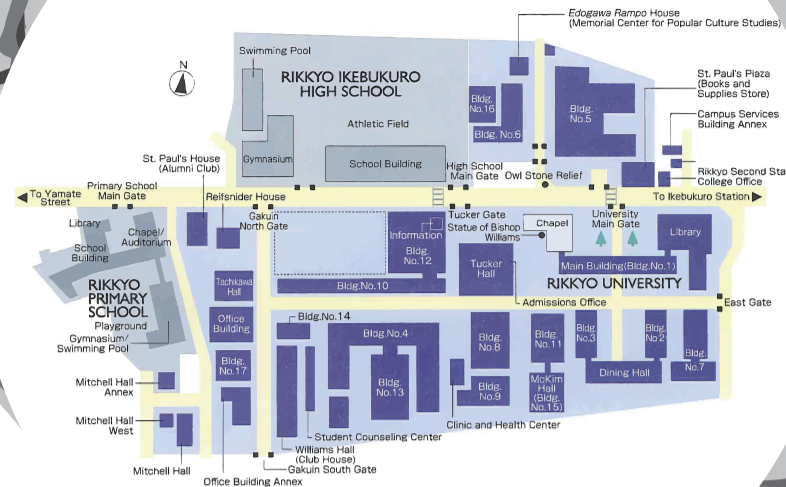 Edogawa Rampo House
(Memorial Center for Popular Culture Studies)
N
Swimming Pool
RIKKYO IKEBUKURO
HIGH SCHOOL
Athletic Field
Gymnasium
School Building
Bldg.
No.16
Bldg. No.6
Bldg.
No.5
St. Paul's Plaza
(Books and
Supplies Store)
Campus Services
Building Annex
Rikkyo Second Sta
College Office
St. Paul's House
(Alumni Club)
High School
Main Gate
Owl Stone Relief
To Yamate
Street
Primary School
Main Gate
Reifsnider House
To Ikebukuro Station
Gakuin
North Gate
Tucker Gate
Statue of Bishop
Williams
Chapel
University
Main Gate
Library
Chapel/
Auditorium
School
Building
Information
Bldg.
No.12
Library
Tucker
Hall
Main Building(Bldg.No.1)
RIKKYO UNIVERSITY
RIKKYO
PRIMARY
SCHOOL
Playground
Gymnasium/
Swimming Pool
Tachikawa
Hall
Bldg.No.10
Admissions Office
East Gate
Office
Building
Bldg.No.14
Bldg.No.4
Bldg.
No.8
Bldg.
No.11
Bldg.
No.3
Bldg.
No.2
Bldg.
No.7
Bldg.
No.17
Bldg.
No.13
Bldg.
No.9
McKim
Hall
(Bldg.
No.15)
Dining Hall
Mitchell Hall
Annex
Mitchell Hall
West
Mitchell Hall
Clinic and Health Center
Student Counseling Center
Williams Hall
(Club House)
Gakuin South Gate
Office Building Annex